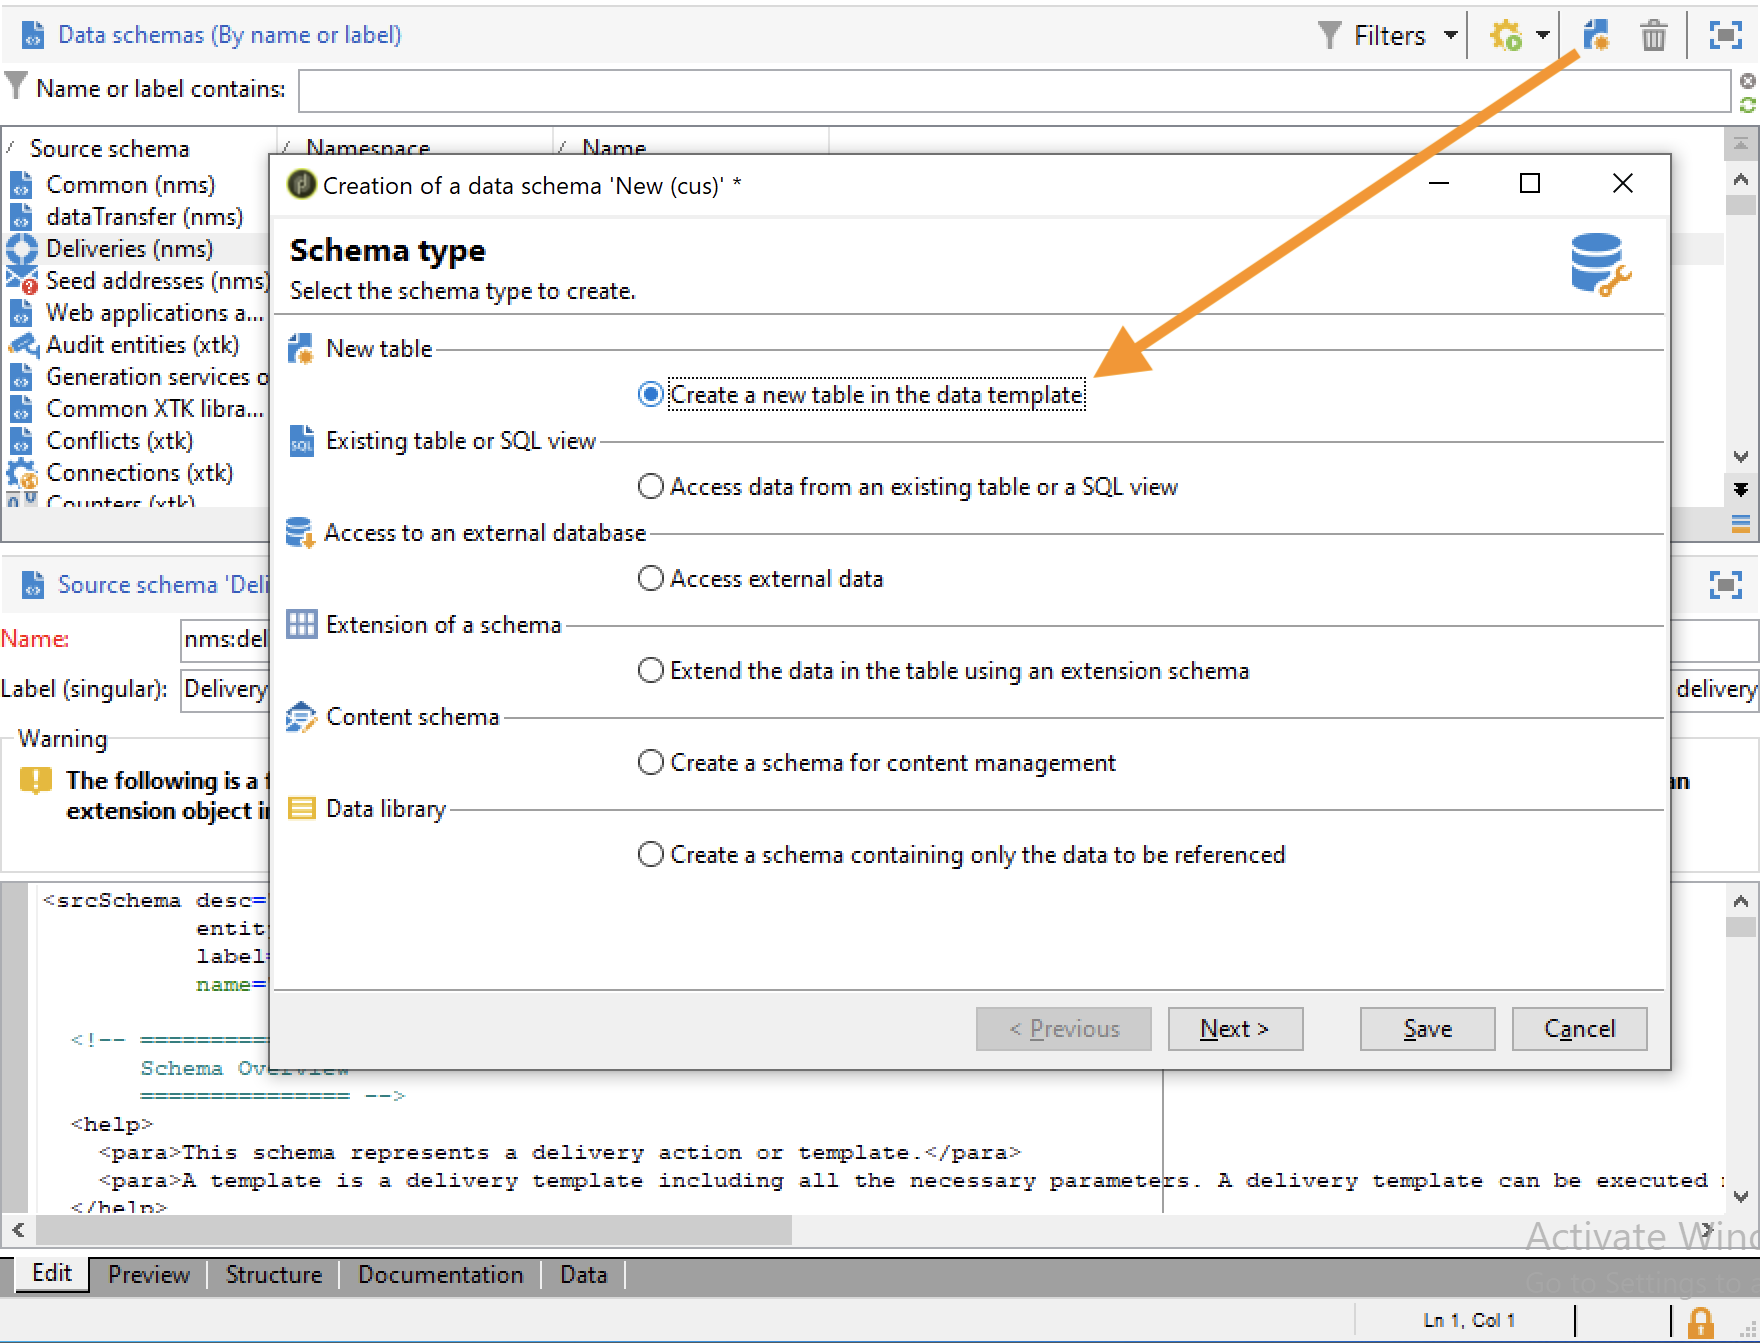 Data schemas (By name or label)
Filters
Name or label contains:
Source schema
Namespace
Name
Common (nms)
dataTransfer (nms)
Deliveries (nms)
Seed addresses (nms)
Web applications a...
Audit entities (xtk)
Generation services o
Common XTK libra...
Conflicts (xtk)
Connections (xtk)
Counters (xtk)
Creation of a data schema 'New (cus)' *
Schema type
Select the schema type to create.
New table
Create a new table in the data template
Existing table or SQL view
SQL
Access data from an existing table or a SQL view
Access to an external database
Access external data
Extension of a schema
Extend the data in the table using an extension schema
Content schema
Create a schema for content management
Data library
Create a schema containing only the data to be referenced
< Previous
Next >
Save
Cancel
Source schema 'Deli
Name:
nms:del
Label (singular):
Delivery
delivery
Warning
The following is a
an
extension object i
<srcSchema desc=
entity
label=
name=
<!-- ==========
Schema Overview
=============== -->
<help>
<para>This schema represents a delivery action or template.</para>
<para>A template is a delivery template including all the necessary parameters. A delivery template can be executed
</help>
Activate Wind
Go to Settings to a
Edit
Preview
Structure
Documentation
Data
Ln 1, Col 1